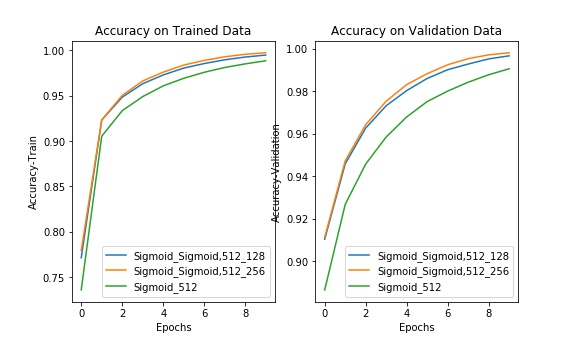 Accuracy on Trained Data
Accuracy-Train
1.00
0.95
0.90
0.85
0.80
0.75
Sigmoid_Sigmoid,512_128
Sigmoid_Sigmoid,512_256
Sigmoid_512
0 2 4 6 8
Epochs
Accuracy on Validation Data
Accuracy-Validation
1.00
0.98
0.96
0.94
0.92
0.90
Sigmoid_Sigmoid,512_128
Sigmoid_Sigmoid,512_256
Sigmoid_512
0 2 4 6 8
Epochs